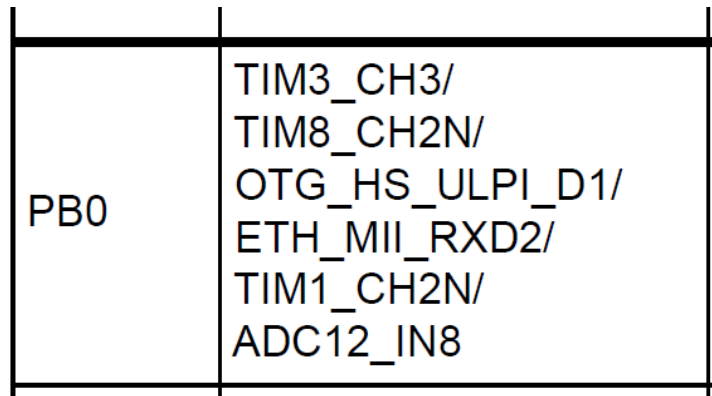 PB0
TIM3_CH3/
TIM8_CH2N/
OTG_HS_ULPI_D1/
ETH_MII_RXD2/
TIM1_CH2N/
ADC12_IN8